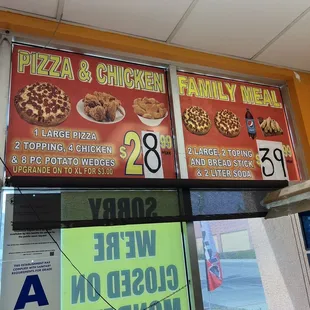 PIZZA & CHICKEN
1 LARGE PIZZA
2 TOPPING, 4 CHICKEN
& 8 PC POTATO WEDGES
UPGRANDE ON TO XL FOR $3.00
$28.99
FAMILY MEAL
2 LARGE, 2 TOPING
AND BREAD STICK
& 2 LITER SODA
39
SORRY
WE'RE
CLOSED ON
A